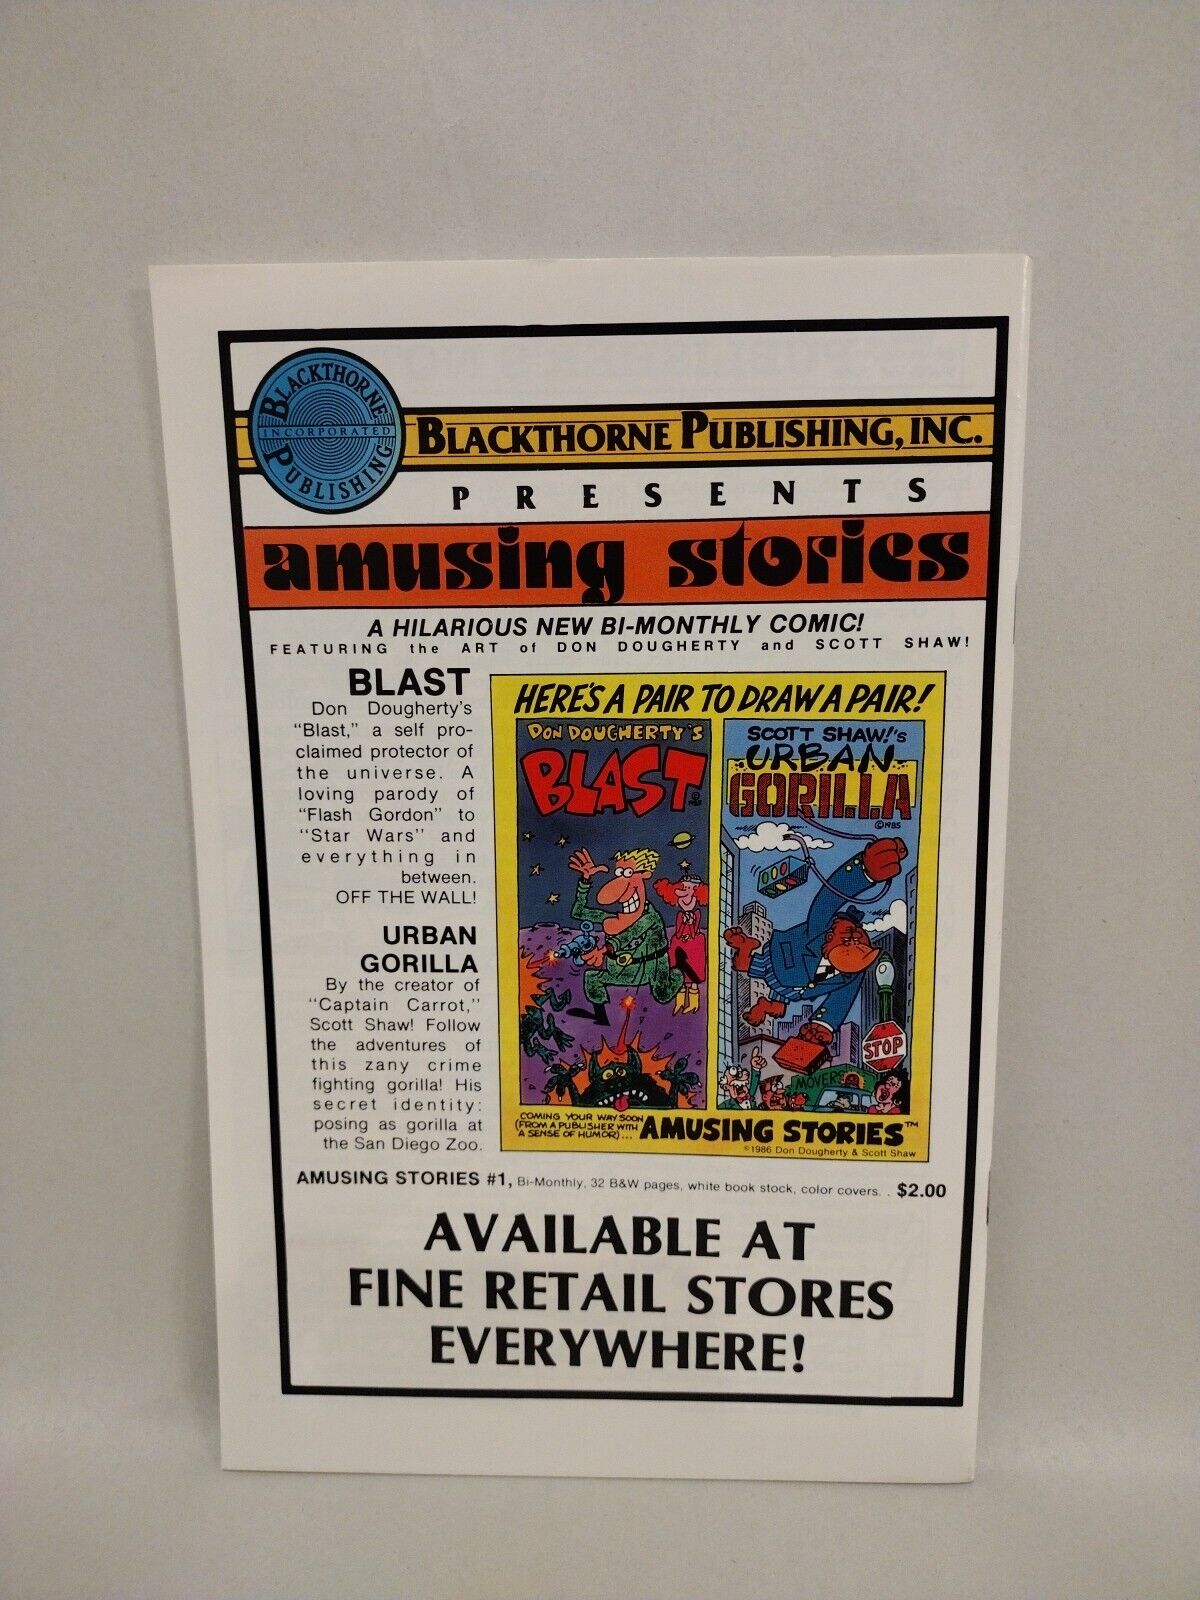 BLACKTHORNE
INCORPORATED
PUBLISHING
BLACKTHORNE PUBLISHING, INC.
PRESENTS
amusing stories
A HILARIOUS NEW BI-MONTHLY COMIC!
FEATURING the ART of DON DOUGHERTY and SCOTT SHAW!
BLAST
Don Dougherty's
"Blast," a self pro-
claimed protector of
the universe. A
loving parody of
"Flash Gordon" to
"Star Wars" and
everything in
between.
OFF THE WALL!
URBAN
GORILLA
By the creator of
"Captain Carrot,"
Scott Shaw! Follow
the adventures of
this zany crime
fighting gorilla! His
secret identity:
posing as gorilla at
the San Diego Zoo.
HERE'S A PAIR TO DRAW A PAIR!
DON DOUGHERTY'S
BLAST
SCOTT SHAW!'s
URBAN
GORILLA
©1985
STOP
MOVERS
COMING YOUR WAY SOON
(FROM A PUBLISHER WITH
A SENSE OF HUMOR)... AMUSING STORIES™
©1986 Don Dougherty & Scott Shaw
AMUSING STORIES #1, Bi-Monthly, 32 B&W pages, white book stock, color covers. . $2.00
AVAILABLE AT
FINE RETAIL STORES
EVERYWHERE!